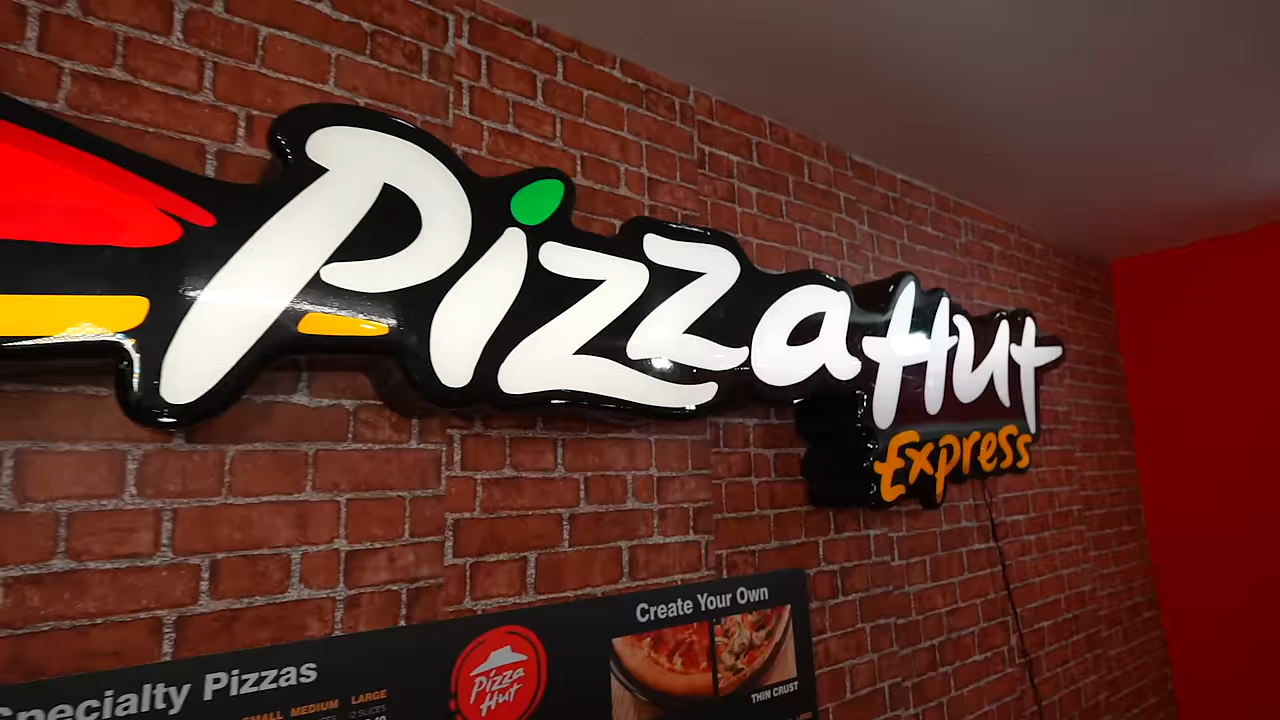 Pizza Hut
Express
Create Your Own
Specialty Pizzas
Pizza
Hut
THIN CRUST
SMALL MEDIUM LARGE